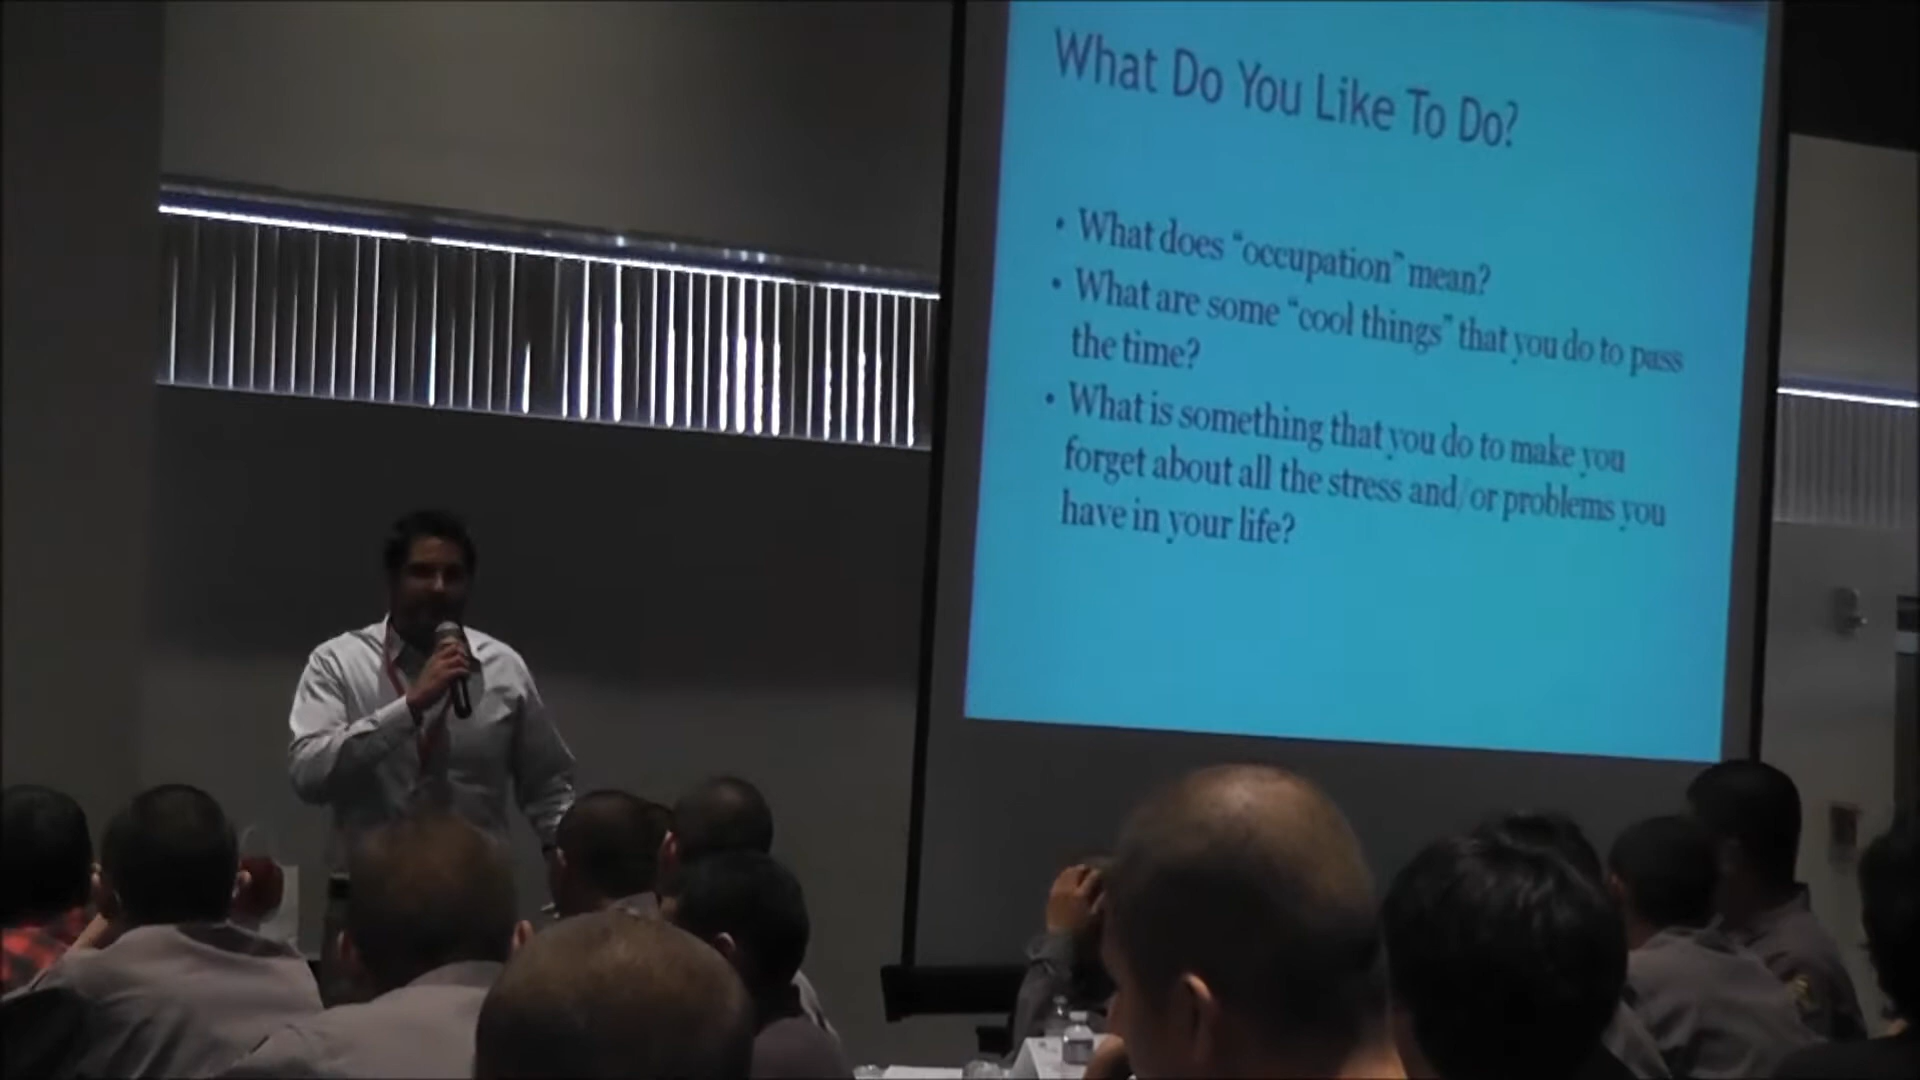 What Do You Like To Do?
• What does “occupation” mean?
• What are some “cool things” that you do to pass
the time?
• What is something that you do to make you
forget about all the stress and/or problems you
have in your life?